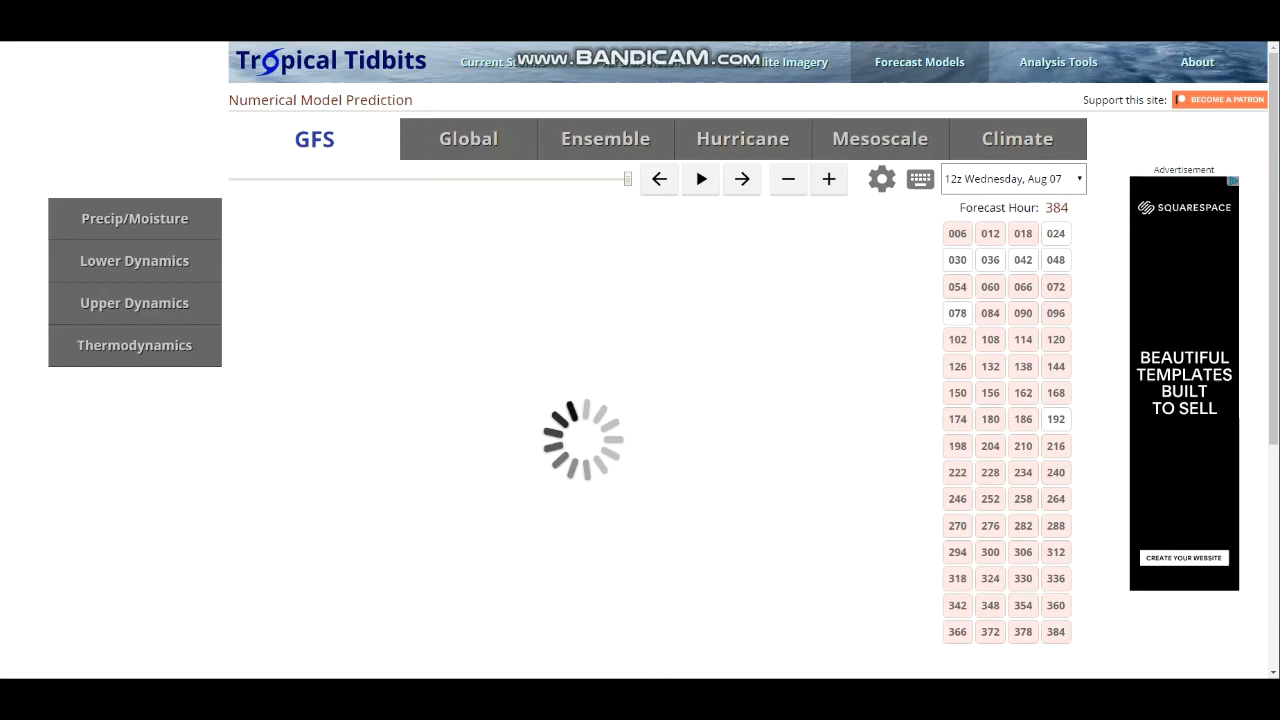 Tropical Tidbits
www.BANDICAM.com
Current S
llite Imagery
Forecast Models
Analysis Tools
About
Numerical Model Prediction
Support this site:
BECOME A PATRON
GFS
Global
Ensemble
Hurricane
Mesoscale
Climate
12z Wednesday, Aug 07
Advertisement
SQUARESPACE
Forecast Hour: 384
Precip/Moisture
Lower Dynamics
Upper Dynamics
Thermodynamics
006 012 018 024
030 036 042 048
054 060 066 072
078 084 090 096
102 108 114 120
126 132 138 144
150 156 162 168
174 180 186 192
198 204 210 216
222 228 234 240
246 252 258 264
270 276 282 288
294 300 306 312
318 324 330 336
342 348 354 360
366 372 378 384
BEAUTIFUL
TEMPLATES
BUILT
TO SELL
CREATE YOUR WEBSITE